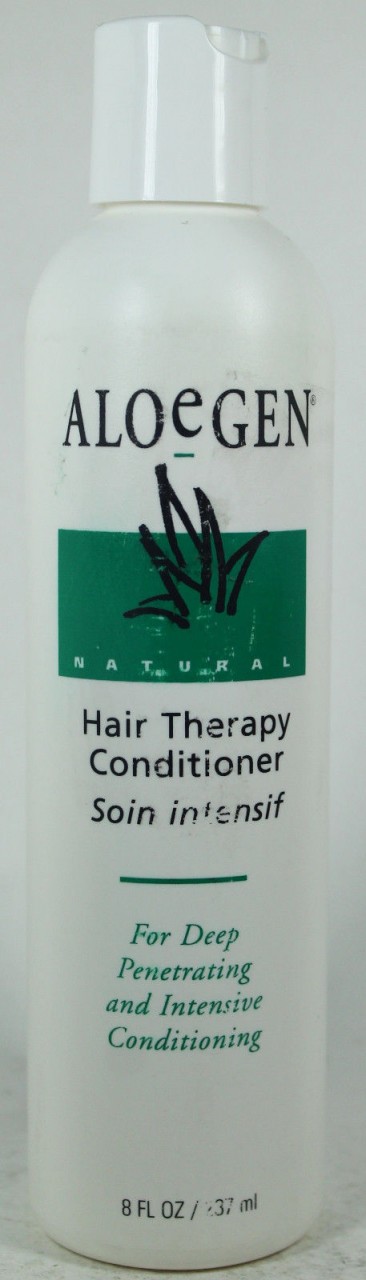 ALOeGEN®
NATURAL
Hair Therapy
Conditioner
Soin intensif
For Deep
Penetrating
and Intensive
Conditioning
8 FL OZ / 237 ml